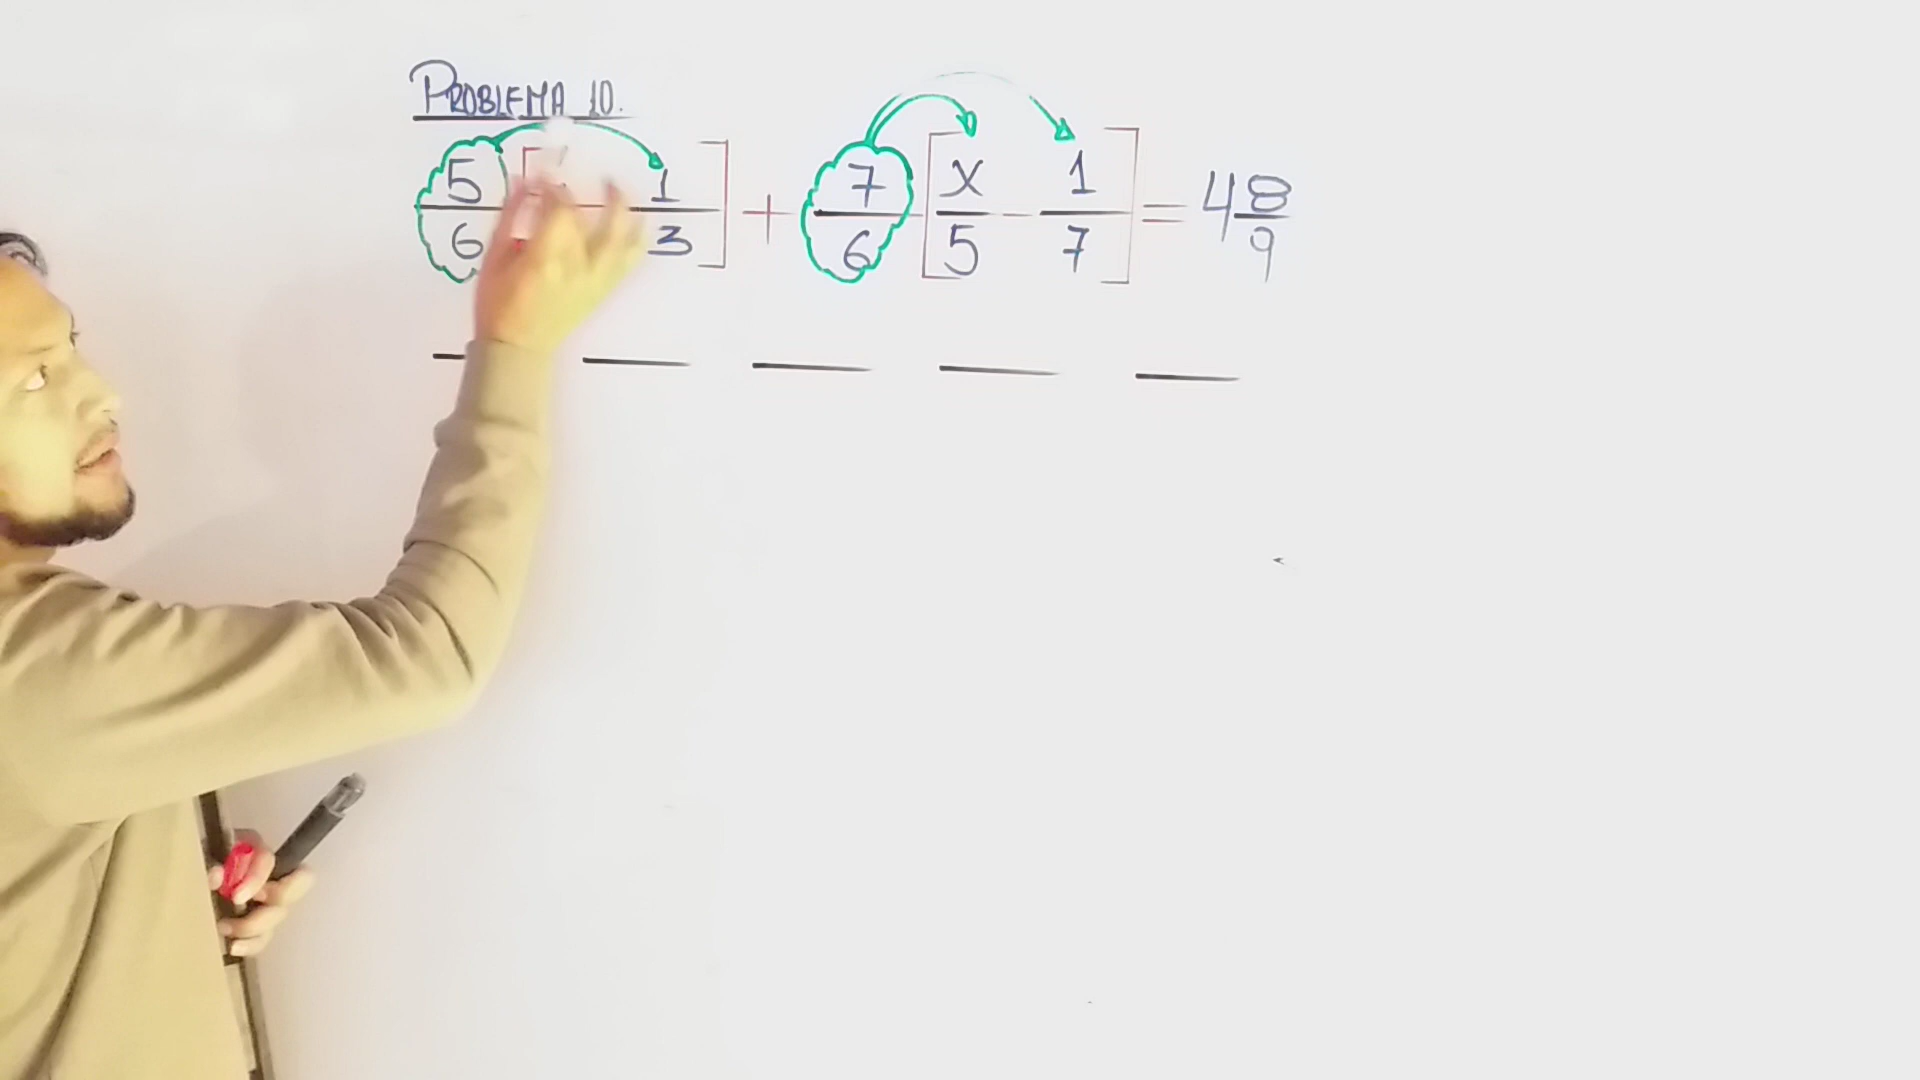 PROBLEMA 10.
5/6 [ - 1/3 ] + 7/6 [ x/5 - 1/7 ] = 4 8/9